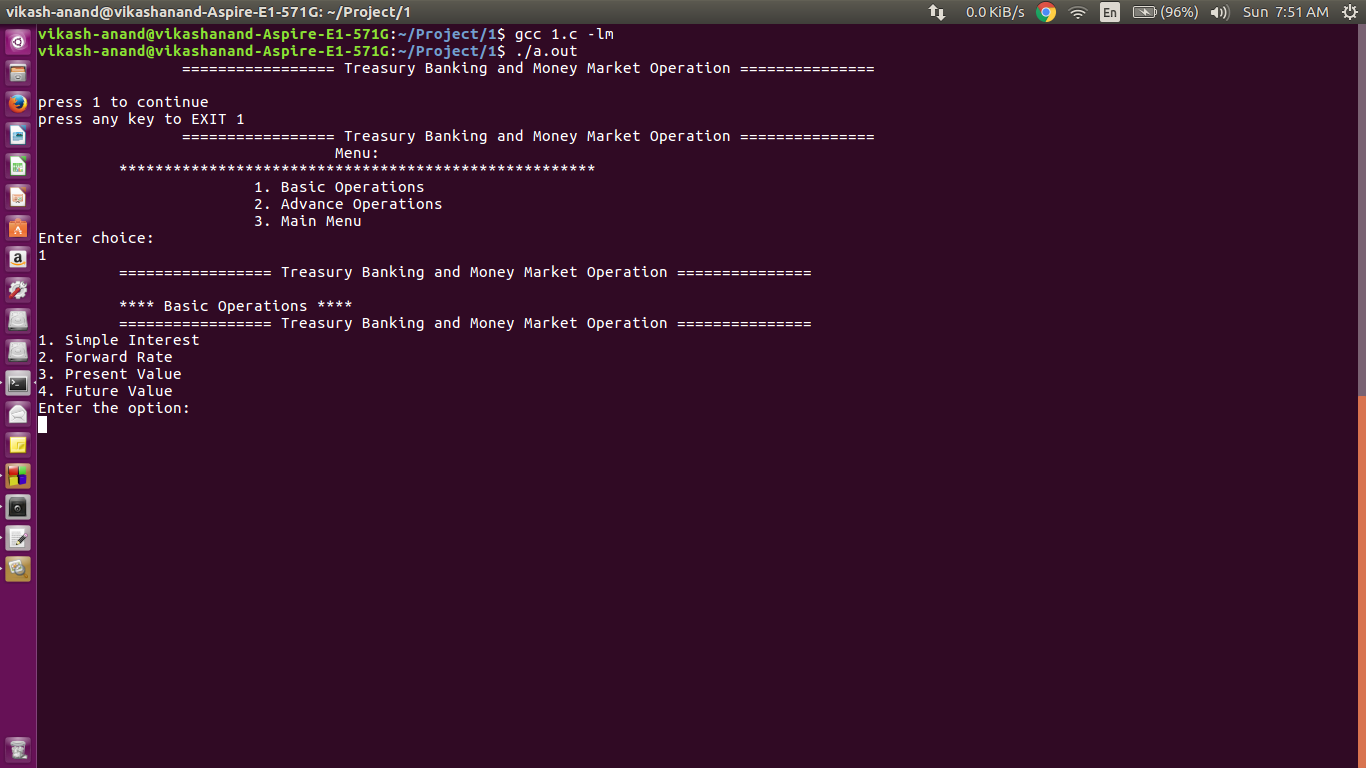 vikash-anand@vikashanand-Aspire-E1-571G: ~/Project/1 0.0 KiB/s En (96%) Sun 7:51 AM
vikash-anand@vikashanand-Aspire-E1-571G:~/Project/1$ gcc 1.c -lm
vikash-anand@vikashanand-Aspire-E1-571G:~/Project/1$ ./a.out
================= Treasury Banking and Money Market Operation ===============
press 1 to continue
press any key to EXIT 1
================= Treasury Banking and Money Market Operation ===============
Menu:
*****************************************************
1. Basic Operations
2. Advance Operations
3. Main Menu
Enter choice:
1
================= Treasury Banking and Money Market Operation ===============
**** Basic Operations ****
================= Treasury Banking and Money Market Operation ===============
1. Simple Interest
2. Forward Rate
3. Present Value
4. Future Value
Enter the option: